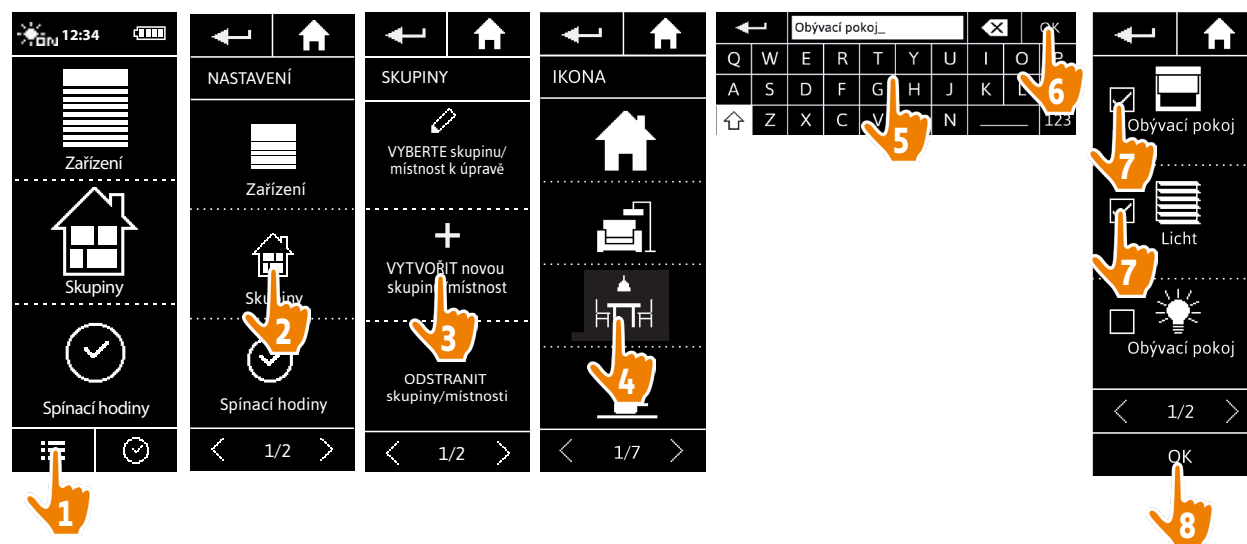 ON 12:34
Zařízení
Skupiny
Spínací hodiny
1
NASTAVENÍ
Zařízení
Skupiny
2
Spínací hodiny
1/2
SKUPINY
VYBERTE skupinu/
místnost k úpravě
VYTVOŘIT novou
skupinu/místnost
3
ODSTRANIT
skupiny/místnosti
1/2
IKONA
4
1/7
Obývací pokoj_
OK
Q W E R T Y U I O P
A S D F G H J K L
Z X C V N
123
5
6
Obývací pokoj
7
Licht
7
Obývací pokoj
1/2
OK
8